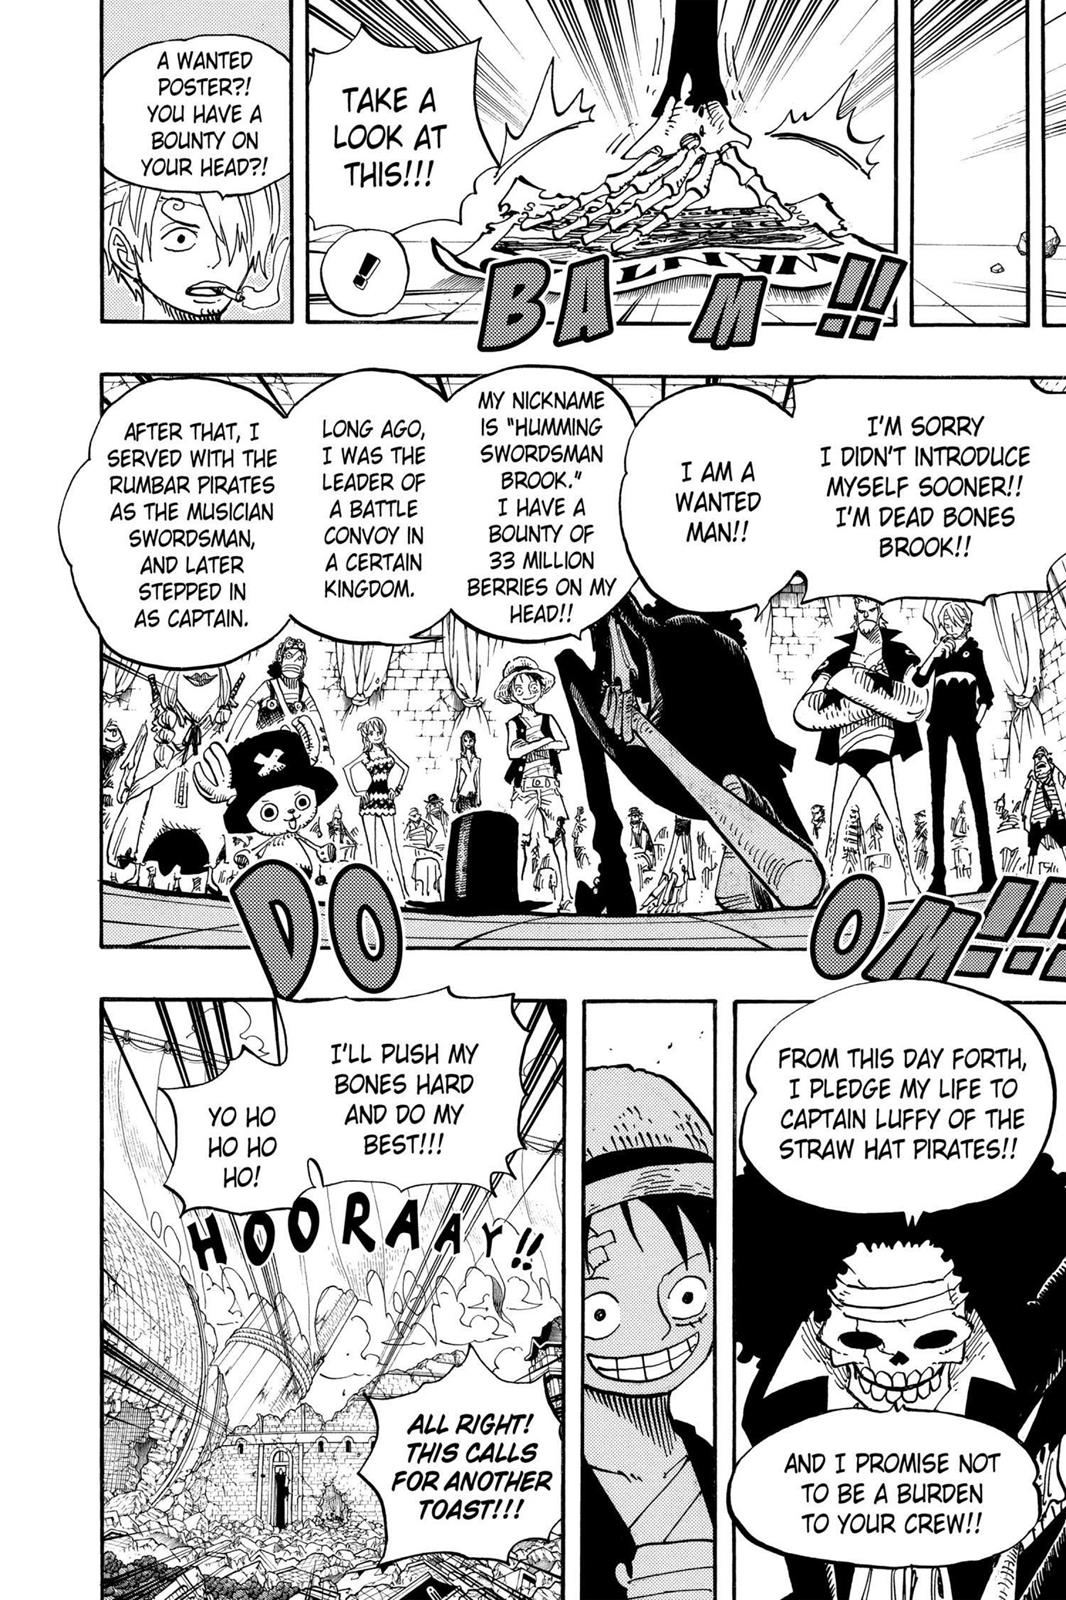 TAKE A
LOOK AT
THIS!!!
!!
BAM!!
A WANTED
POSTER?!
YOU HAVE A
BOUNTY ON
YOUR HEAD?!
I'M SORRY
I DIDN'T INTRODUCE
MYSELF SOONER!!
I'M DEAD BONES
BROOK!!
I AM A
WANTED
MAN!!
MY NICKNAME
IS "HUMMING
SWORDSMAN
BROOK."
I HAVE A
BOUNTY OF
33 MILLION
BERRIES ON MY
HEAD!!
LONG AGO,
I WAS THE
LEADER OF
A BATTLE
CONVOY IN
A CERTAIN
KINGDOM.
AFTER THAT, I
SERVED WITH THE
RUMBAR PIRATES
AS THE MUSICIAN
SWORDSMAN,
AND LATER
STEPPED IN
AS CAPTAIN.
DOOM!!!
FROM THIS DAY FORTH,
I PLEDGE MY LIFE TO
CAPTAIN LUFFY OF THE
STRAW HAT PIRATES!!
AND I PROMISE NOT
TO BE A BURDEN
TO YOUR CREW!!
I'LL PUSH MY
BONES HARD
AND DO MY
BEST!!!
YO HO
HO HO
HO!
HOORAAY!!
ALL RIGHT!
THIS CALLS
FOR ANOTHER
TOAST!!!